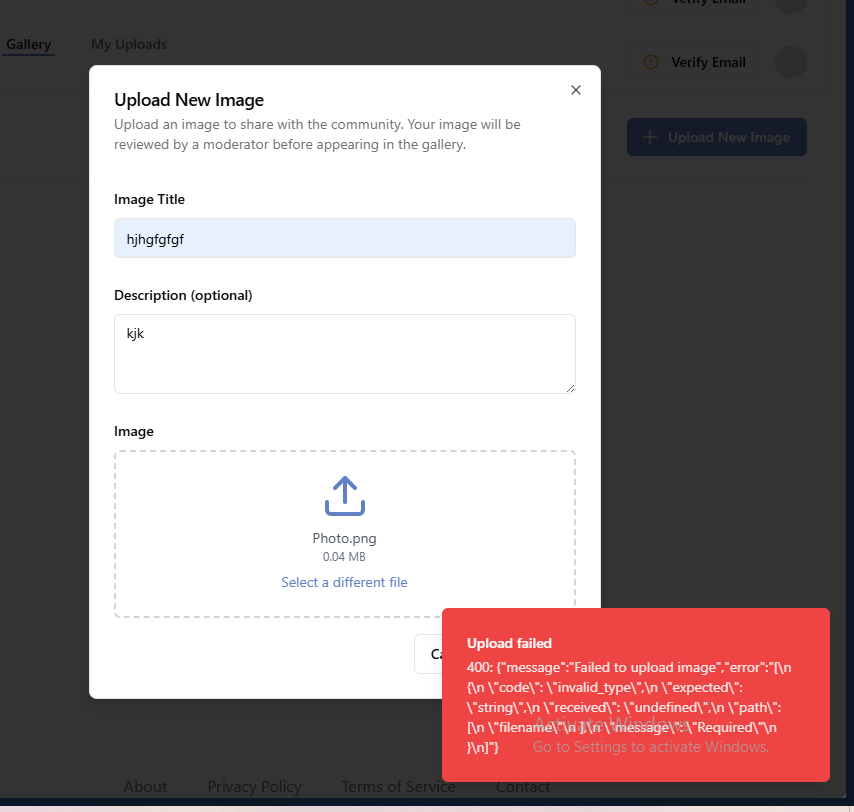 Verify Email
Gallery
My Uploads
Verify Email
Upload New Image
Upload an image to share with the community. Your image will be
reviewed by a moderator before appearing in the gallery.
Upload New Image
Image Title
hjhgfgfgf
Description (optional)
kjk
Image
Photo.png
0.04 MB
Select a different file
Ca
Upload failed
400: {"message":"Failed to upload image","error":"[\n
{\n \"code\": \"invalid_type\",\n \"expected\":
\"string\",\n \"received\": \"undefined\",\n \"path\":
[\n \"filename\"\n ],\n \"message\": \"Required\"\n
}\n]"}
Activate Windows
Go to Settings to activate Windows.
About
Privacy Policy
Terms of Service
Contact